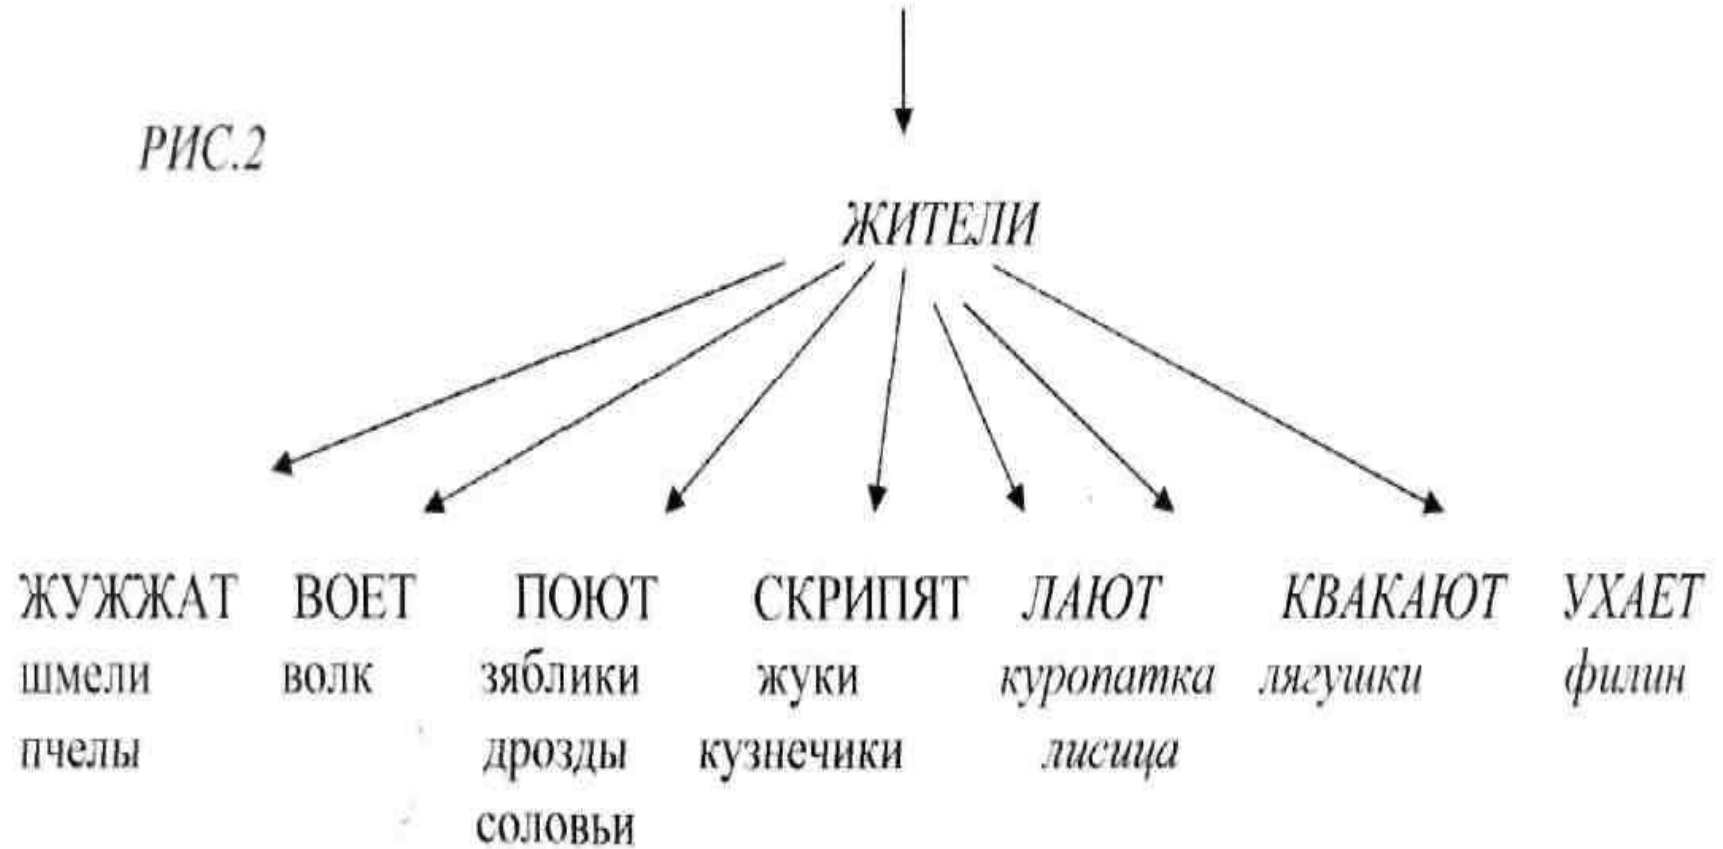 РИС.2
ЖИТЕЛИ
ЖУЖЖАТ ВОЕТ ПОЮТ СКРИПЯТ ЛАЮТ КВАКАЮТ УХАЕТ
шмели волк зяблики жуки куропатка лягушки филин
пчелы дрозды кузнечики лисица
соловьи